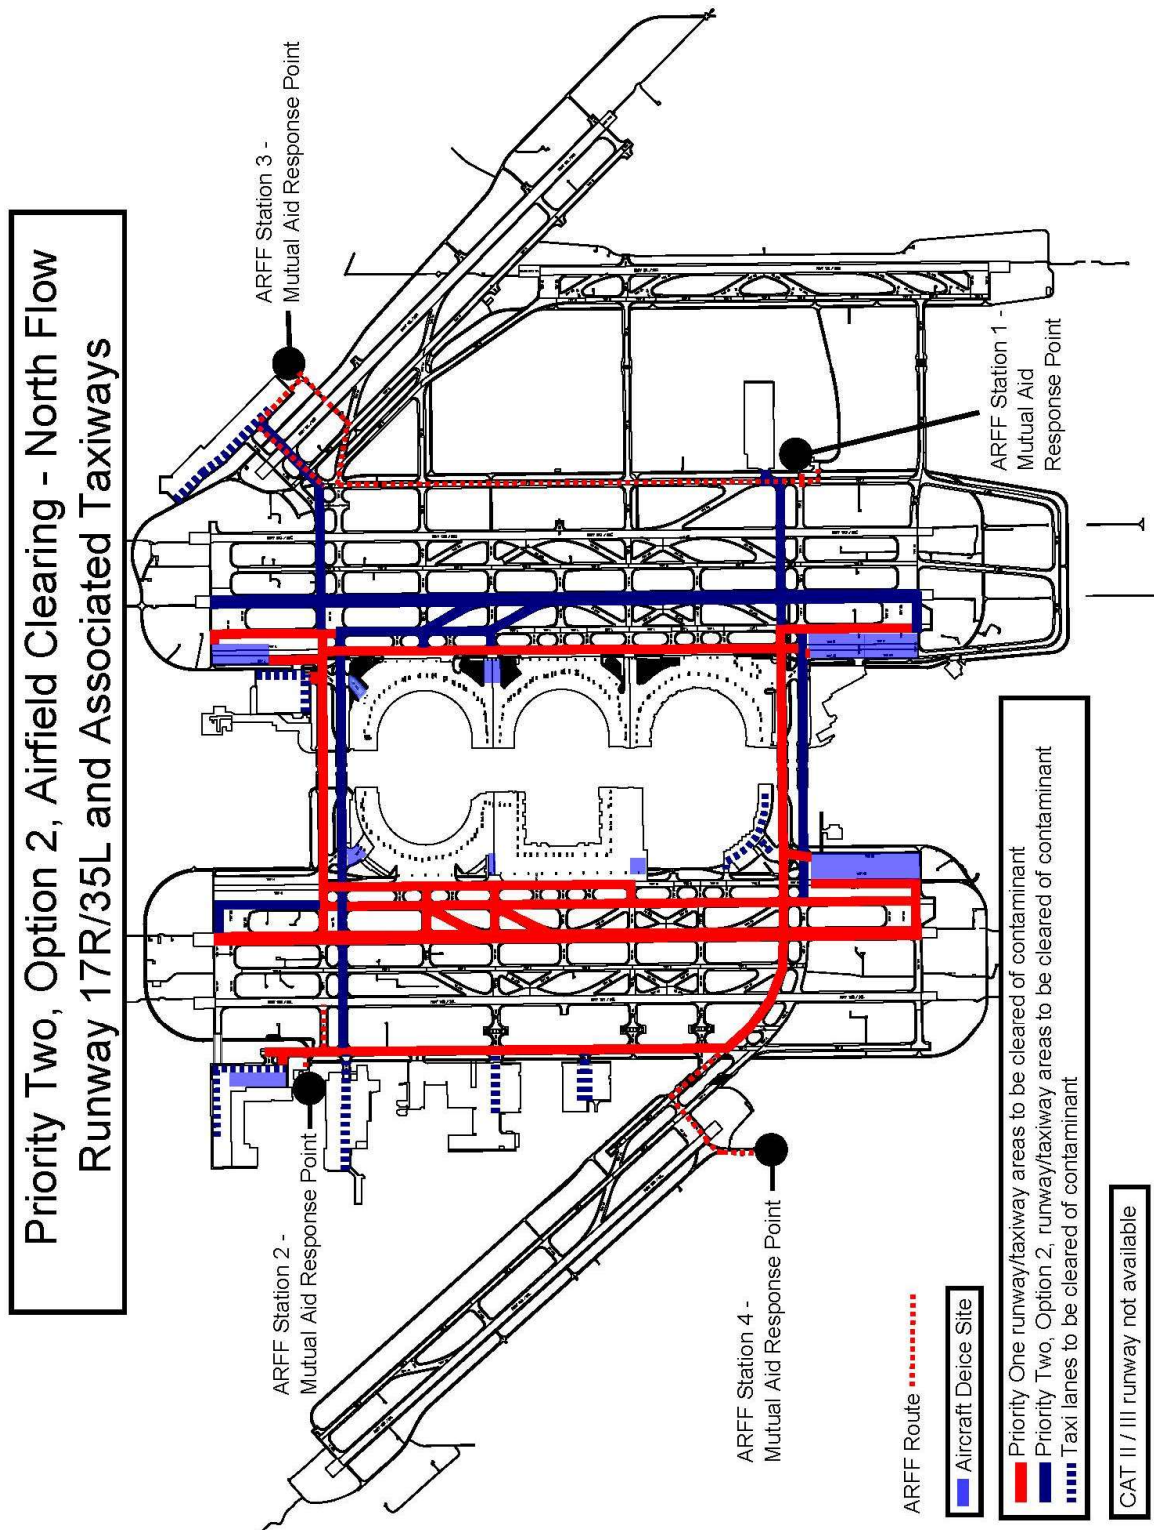 Priority Two, Option 2, Airfield Clearing - North Flow
Runway 17R/35L and Associated Taxiways
ARFF Station 3 -
Mutual Aid Response Point
ARFF Station 2 -
Mutual Aid Response Point
ARFF Station 4 -
Mutual Aid Response Point
ARFF Station 1 -
Mutual Aid
Response Point
ARFF Route
Aircraft Deice Site
Priority One runway/taxiway areas to be cleared of contaminant
Priority Two, Option 2, runway/taxiway areas to be cleared of contaminant
Taxi lanes to be cleared of contaminant
CAT II / III runway not available